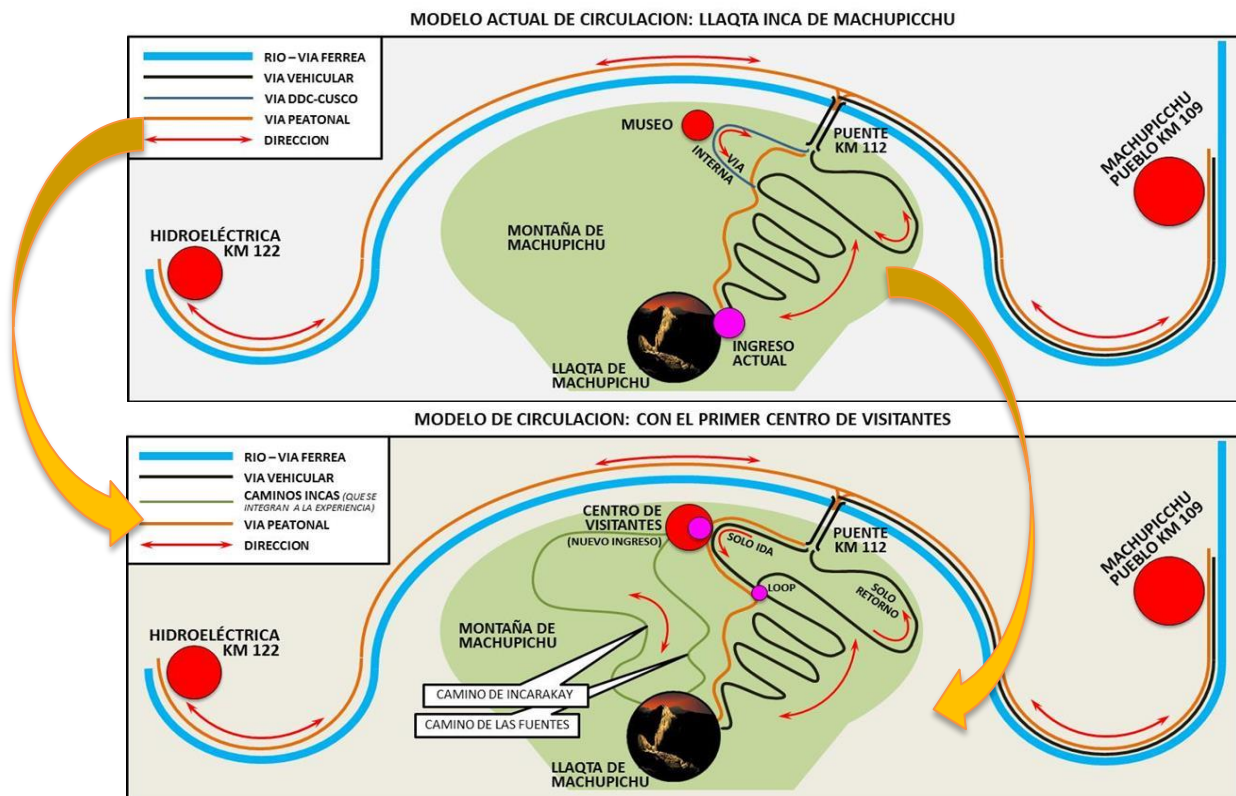 MODELO ACTUAL DE CIRCULACION: LLAQTA INCA DE MACHUPICCHU
RIO – VIA FERREA
VIA VEHICULAR
VIA DDC-CUSCO
VIA PEATONAL
DIRECCION
MUSEO
VIA
INTERNA
PUENTE
KM 112
MACHUPICCHU
PUEBLO KM 109
HIDROELÉCTRICA
KM 122
MONTAÑA DE
MACHUPICHU
INGRESO
ACTUAL
LLAQTA DE
MACHUPICHU
MODELO DE CIRCULACION: CON EL PRIMER CENTRO DE VISITANTES
RIO – VIA FERREA
VIA VEHICULAR
CAMINOS INCAS (QUE SE
INTEGRAN A LA EXPERIENCIA)
VIA PEATONAL
DIRECCION
CENTRO DE
VISITANTES
(NUEVO INGRESO)
SOLO IDA
PUENTE
KM 112
LOOP
SOLO
RETORNO
MACHUPICCHU
PUEBLO KM 109
HIDROELÉCTRICA
KM 122
MONTAÑA DE
MACHUPICHU
CAMINO DE INCARAKAY
CAMINO DE LAS FUENTES
LLAQTA DE
MACHUPICHU